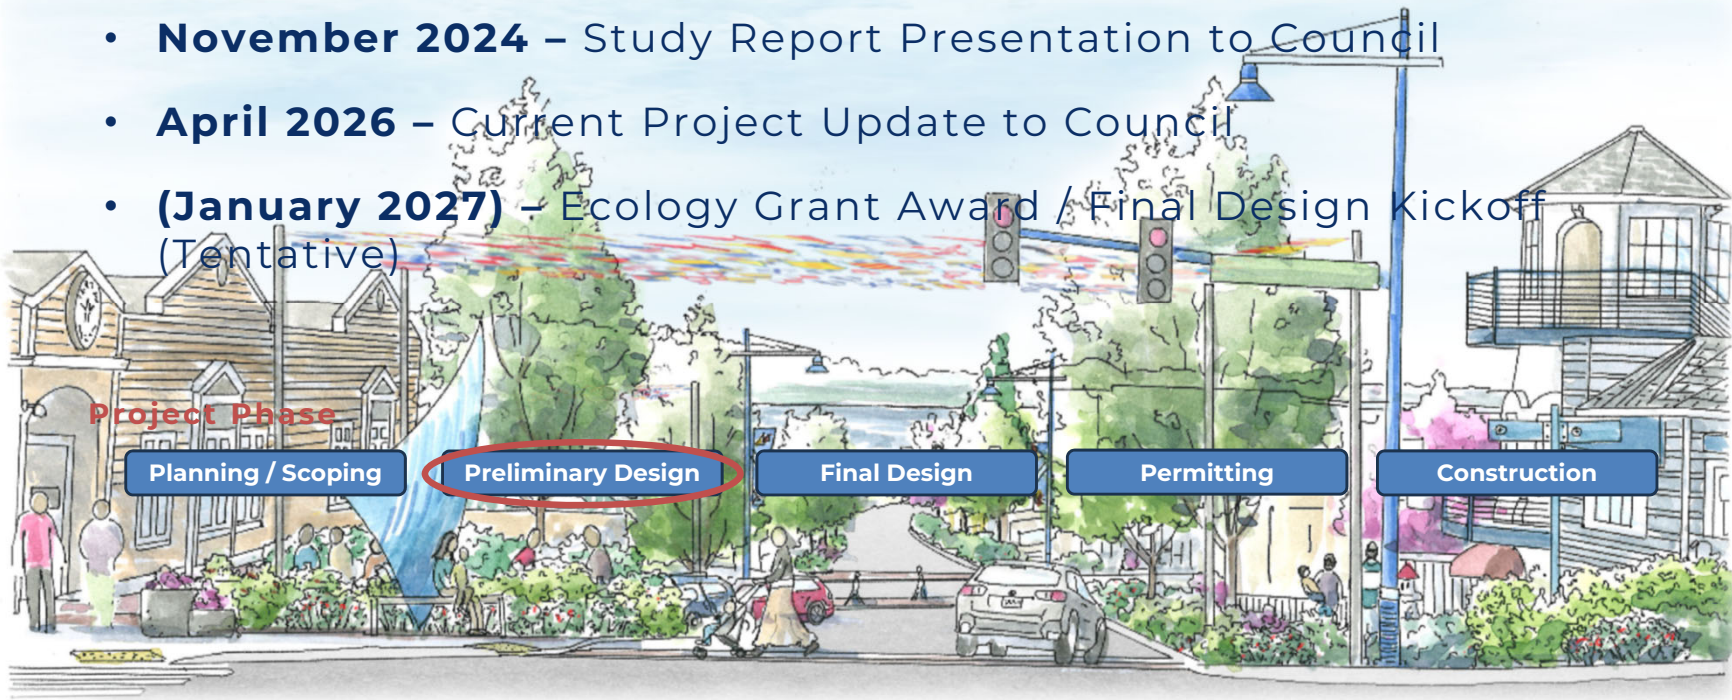 • November 2024 – Study Report Presentation to Council
• April 2026 – Current Project Update to Council
• (January 2027) – Ecology Grant Award / Final Design Kickoff
(Tentative)
Project Phase
Planning / Scoping
Preliminary Design
Final Design
Permitting
Construction